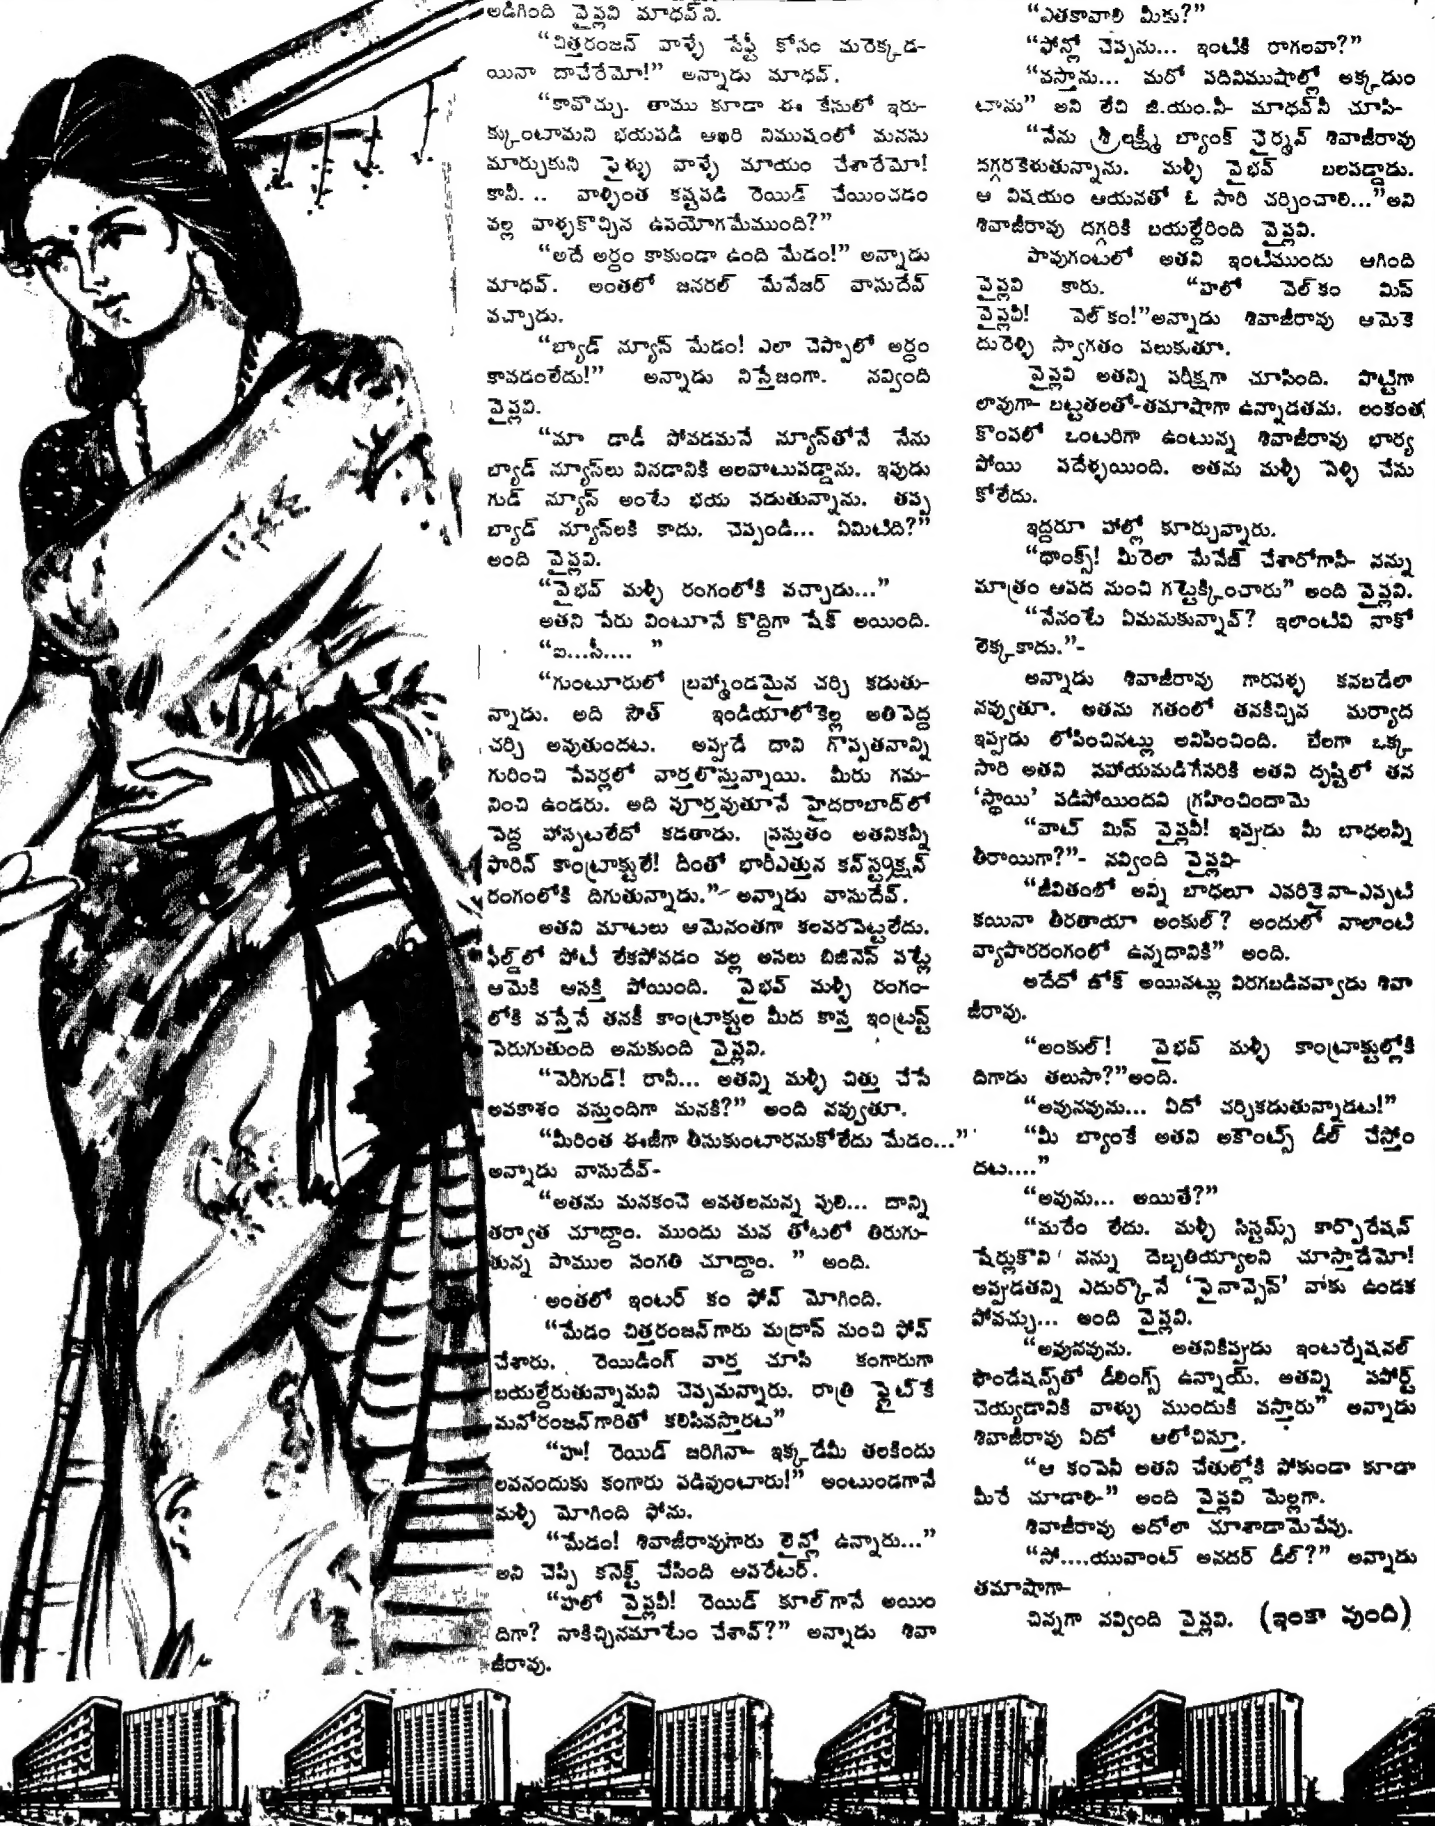 అడిగింది వైష్ణవి మాధవ్‌ని.
“చిత్తరంజన్ వాళ్ళే సేఫ్టీ కోసం మరెక్కడ-
యినా దాచేరేమో!” అన్నాడు మాధవ్.
“కావొచ్చు. తాము కూడా ఈ కేసులో ఇరు-
క్కుంటామని భయపడి ఆఖరి నిముషంలో మనసు
మార్చుకుని ఫైళ్ళు వాళ్ళే మాయం చేశారేమో!
కానీ... వాళ్ళింత కష్టపడి రెయిడ్ చేయించడం
వల్ల వాళ్ళకొచ్చిన ఉపయోగమేముంది?”
“అదే అర్ధం కాకుండా ఉంది మేడం!” అన్నాడు
మాధవ్. అంతలో జనరల్ మేనేజర్ వాసుదేవ్
వచ్చాడు.
“బ్యాడ్ న్యూస్ మేడం! ఎలా చెప్పాలో అర్ధం
కావడంలేదు!” అన్నాడు నిస్తేజంగా. నవ్వింది
వైష్ణవి.
“మా డాడీ పోవడమనే న్యూస్‌తోనే నేను
బ్యాడ్ న్యూస్‌లు వినడానికి అలవాటుపడ్డాను. ఇపుడు
గుడ్ న్యూస్ అంటే భయ పడుతున్నాను. తప్ప
బ్యాడ్ న్యూస్‌లకి కాదు. చెప్పండి... ఏమిటిది?”
అంది వైష్ణవి.
“వైభవ్ మళ్ళీ రంగంలోకి వచ్చాడు...”
అతని పేరు వింటూనే కొద్దిగా షేక్ అయింది.
“ఐ...సీ.... ”
“గుంటూరులో బ్రహ్మాండమైన చర్చి కడుతు-
న్నాడు. అది సౌత్ ఇండియాలోకెల్ల అతి పెద్ద
చర్చి అవుతుందట. అప్పుడే దాని గొప్పతనాన్ని
గురించి పేపర్లలో వార్తలొస్తున్నాయి. మీరు గమ-
నించి ఉండరు. అది పూర్తవుతూనే హైదరాబాద్‌లో
పెద్ద హాస్పటలేదో కడతాడు. ప్రస్తుతం అతనికన్నీ
ఫారిన్ కాంట్రాక్టులే! దీంతో భారీఎత్తున కన్‌స్ట్రక్షన్
రంగంలోకి దిగుతున్నాడు.”- అన్నాడు వాసుదేవ్.
అతని మాటలు ఆమెనంతగా కలవరపెట్టలేదు.
ఫీల్డ్‌లో పోటీ లేకపోవడం వల్ల అసలు బిజినెస్ పట్లే
ఆమెకి ఆసక్తి పోయింది. వైభవ్ మళ్ళీ రంగం-
లోకి వస్తేనే తనకీ కాంట్రాక్టుల మీద కాస్త ఇంట్రస్ట్
పెరుగుతుంది అనుకుంది వైష్ణవి.
“వెరీగుడ్! రానీ... అతన్ని మళ్ళీ చిత్తు చేసే
అవకాశం వస్తుందిగా మనకి?” అంది నవ్వుతూ.
“మీరింత ఈజీగా తీసుకుంటారనుకోలేదు మేడం...”
అన్నాడు వాసుదేవ్-
“అతను మనకంచె అవతలనున్న పులి... దాన్ని
తర్వాత చూద్దాం. ముందు మన తోటలో తిరుగు-
తున్న పాముల సంగతి చూద్దాం. ” అంది.
అంతలో ఇంటర్ కం ఫోన్ మోగింది.
“మేడం చిత్తరంజన్‌గారు మద్రాస్ నుంచి ఫోన్
చేశారు. రెయిడింగ్ వార్త చూసి కంగారుగా
బయల్దేరుతున్నామని చెప్పమన్నారు. రాత్రి ఫ్లైట్‌కే
మనోరంజన్‌గారితో కలిసివస్తారట”
“హు! రెయిడ్ జరిగినా- ఇక్కడేమీ తలకిందు
లవనందుకు కంగారు పడివుంటారు!” అంటుండగానే
మళ్ళీ మోగింది ఫోను.
“మేడం! శివాజీరావుగారు లైన్లో ఉన్నారు...”
అని చెప్పి కనెక్ట్ చేసింది ఆపరేటర్.
“హలో వైష్ణవీ! రెయిడ్ కూల్‌గానే అయిం
దిగా? నాకిచ్చినమాటేం చేశావ్?” అన్నాడు శివా
జీరావు.
“ఎతకావాలి మీకు?”
“ఫోన్లో చెప్పను... ఇంటికి రాగలవా?”
“వస్తాను... మరో పదినిముషాల్లో అక్కడుం
టాను” అని లేచి జి.యం.నీ- మాధవ్‌నీ చూసి-
“నేను శ్రీలక్ష్మీ బ్యాంక్ ఛైర్మన్ శివాజీరావు
దగ్గరకెళుతున్నాను. మళ్ళీ వైభవ్ బలపడ్డాడు.
ఆ విషయం ఆయనతో ఓ సారి చర్చించాలి...”అని
శివాజీరావు దగ్గరికి బయల్దేరింది వైష్ణవి.
పావుగంటలో అతని ఇంటిముందు ఆగింది
వైష్ణవి కారు. “హలో వెల్‌కం మిస్
వైష్ణవీ! వెల్‌కం!”అన్నాడు శివాజీరావు ఆమెకె
దురెళ్ళి స్వాగతం పలుకుతూ.
వైష్ణవి అతన్ని పరీక్షగా చూసింది. పొట్టిగా
లావుగా- బట్టతలతో-తమాషాగా ఉన్నాడతను. లంకంత
కొంపలో ఒంటరిగా ఉంటున్న శివాజీరావు భార్య
పోయి పదేళ్ళయింది. అతను మళ్ళీ పెళ్ళి చేసు
కోలేదు.
ఇద్దరూ హాల్లో కూర్చున్నారు.
“థాంక్స్! మీరెలా మేనేజ్ చేశారోగానీ- నన్ను
మాత్రం ఆపద నుంచి గట్టెక్కించారు” అంది వైష్ణవి.
“నేనంటే ఏమనుకున్నావ్? ఇలాంటివి నాకో
లెక్కకాదు.”-
అన్నాడు శివాజీరావు గారపళ్ళు కనబడేలా
నవ్వుతూ. అతను గతంలో తనకిచ్చిన మర్యాద
ఇప్పుడు లోపించినట్లు అనిపించింది. బేలగా ఒక్క
సారి అతని సహాయమడిగేసరికి అతని దృష్టిలో తన
‘స్థాయి’ పడిపోయిందని గ్రహించిందామె
“వాట్ మిస్ వైష్ణవీ! ఇప్పుడు మీ బాధలన్నీ
తీరాయిగా?”- నవ్వింది వైష్ణవి-
“జీవితంలో అన్ని బాధలూ ఎవరికైనా-ఎప్పటి
కయినా తీరతాయా అంకుల్? అందులో నాలాంటి
వ్యాపారరంగంలో ఉన్నదానికి” అంది.
అదేదో జోక్ అయినట్లు విరగబడినవ్వాడు శివా
జీరావు.
“అంకుల్! వైభవ్ మళ్ళీ కాంట్రాక్టుల్లోకి
దిగాడు తలుసా?”అంది.
“అవునవును... ఏదో చర్చికడుతున్నాడట!”
“మీ బ్యాంకే అతని అకౌంట్స్ డీల్ చేస్తోం
దట....”
“అవును... అయితే?”
“మరేం లేదు. మళ్ళీ సిస్టమ్స్ కార్పొరేషన్
షేర్లుకొని నన్ను దెబ్బతియ్యాలని చూస్తాడేమో!
అప్పుడతన్ని ఎదుర్కొనే ‘ఫైనాన్సెస్’ నాకు ఉండక
పోవచ్చు... అంది వైష్ణవి.
“అవునవును. అతనికిప్పుడు ఇంటర్నేషనల్
ఫౌండేషన్స్‌తో డీలింగ్స్ ఉన్నాయ్. అతన్ని సపోర్ట్
చెయ్యడానికి వాళ్ళు ముందుకి వస్తారు” అన్నాడు
శివాజీరావు ఏదో ఆలోచిస్తూ.
“ఆ కంపెనీ అతని చేతుల్లోకి పోకుండా కూడా
మీరే చూడాలి-” అంది వైష్ణవి మెల్లగా.
శివాజీరావు అదోలా చూశాడామెవేపు.
“సో....యువాంట్ అనదర్ డీల్?” అన్నాడు
తమాషాగా-
చిన్నగా నవ్వింది వైష్ణవి. (ఇంకా వుంది)